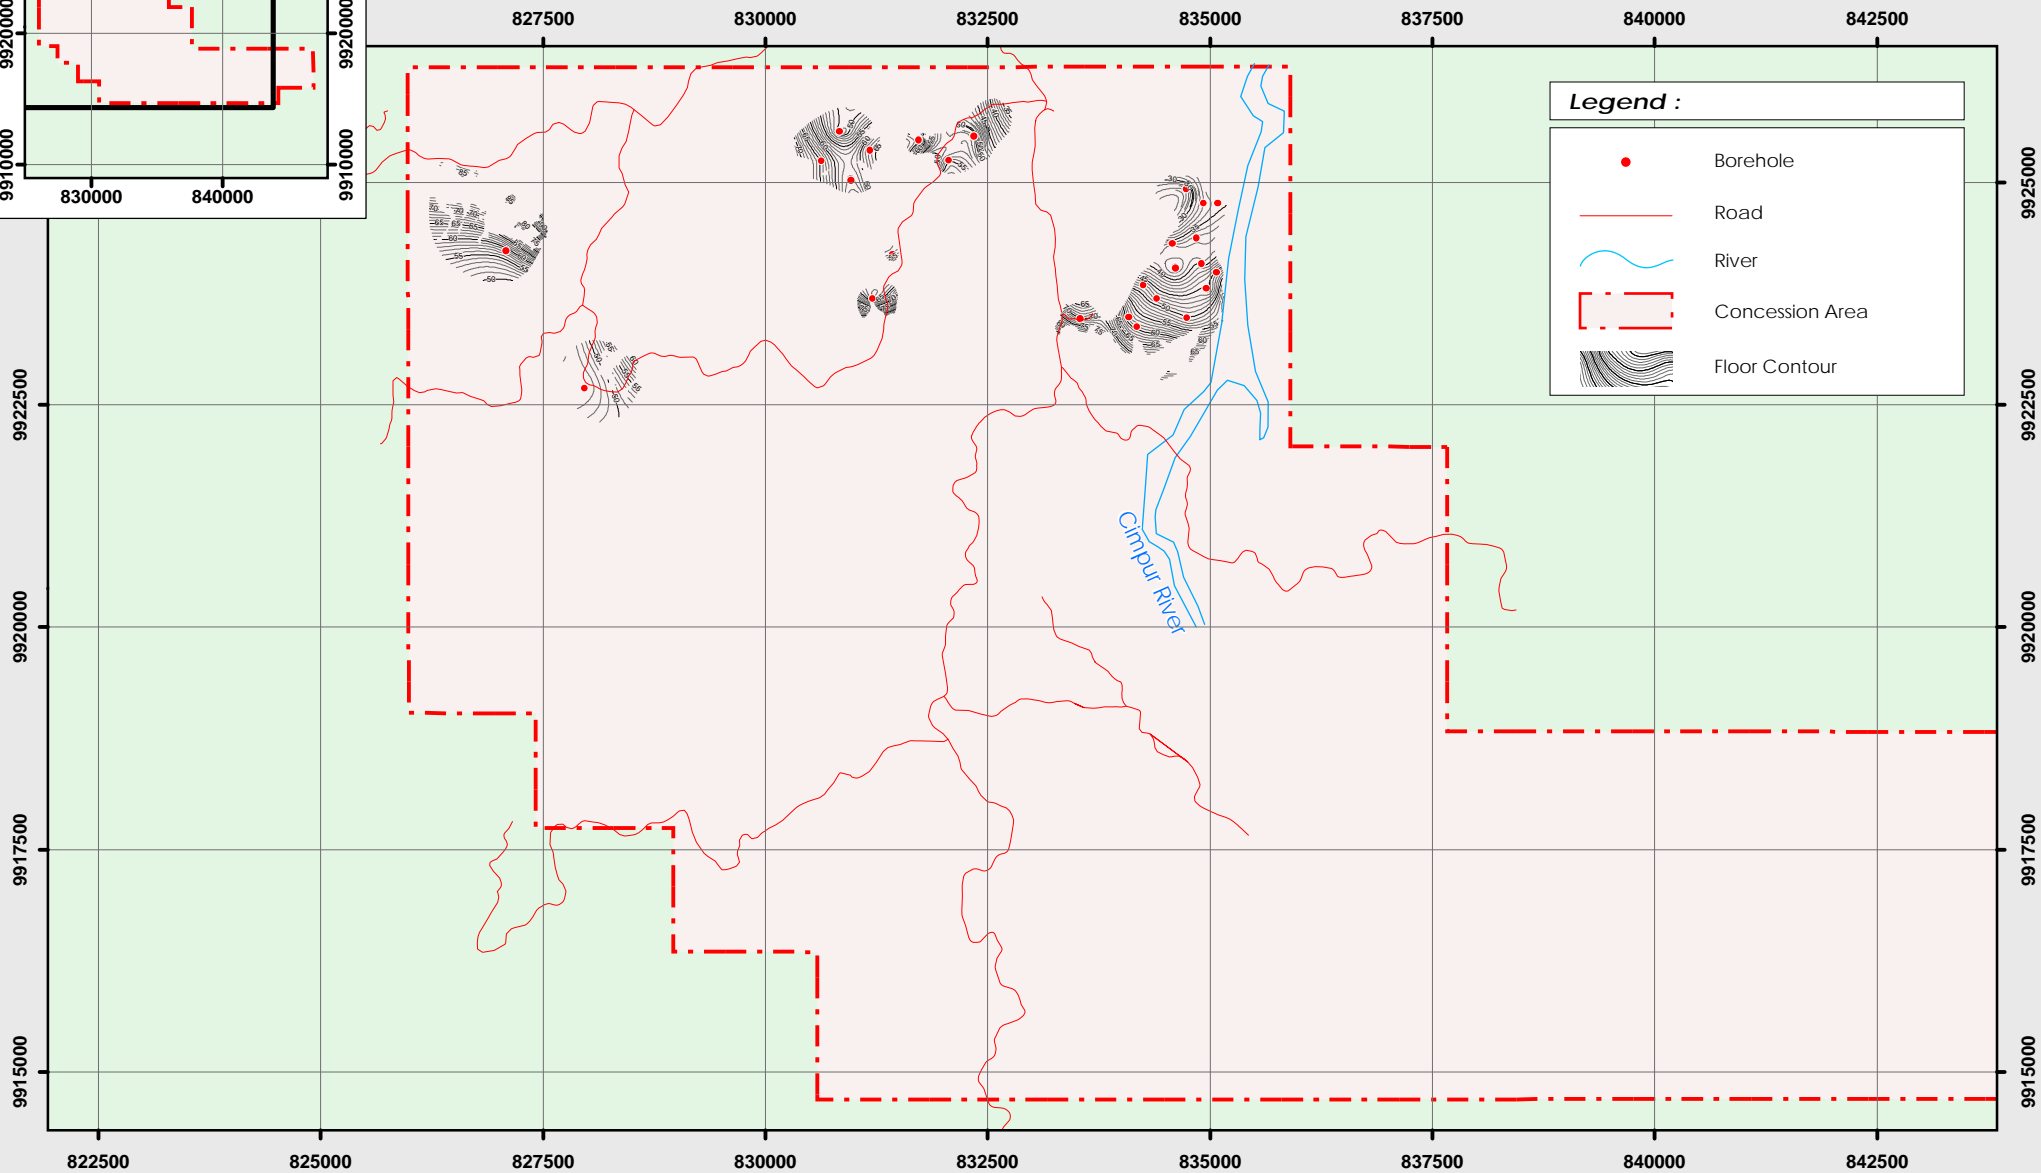 827500 830000 832500 835000 837500 840000 842500
9920000 9920000
9910000 9910000
830000 840000
Legend :
Borehole
Road
River
Concession Area
Floor Contour
9925000
9922500 9922500
9920000 9920000
9917500 9917500
9915000 9915000
Cimpur River
822500 825000 827500 830000 832500 835000 837500 840000 842500